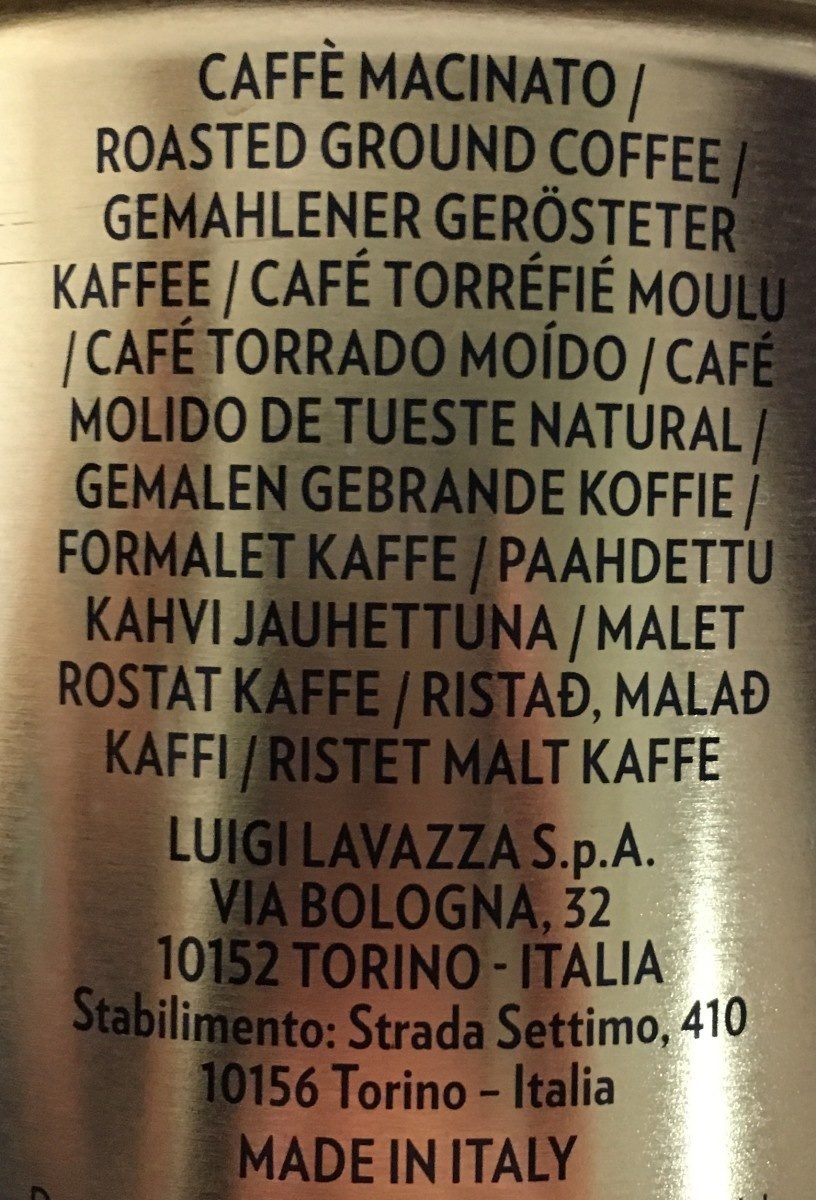 CAFFÈ MACINATO /
ROASTED GROUND COFFEE /
GEMAHLENER GERÖSTETER
KAFFEE / CAFÉ TORRÉFIÉ MOULU
/ CAFÉ TORRADO MOÍDO / CAFÉ
MOLIDO DE TUESTE NATURAL /
GEMALEN GEBRANDE KOFFIE /
FORMALET KAFFE / PAAHDETTU
KAHVI JAUHETTUNA / MALET
ROSTAT KAFFE / RISTAÐ, MALAÐ
KAFFI / RISTET MALT KAFFE
LUIGI LAVAZZA S.p.A.
VIA BOLOGNA, 32
10152 TORINO - ITALIA
Stabilimento: Strada Settimo, 410
10156 Torino – Italia
MADE IN ITALY